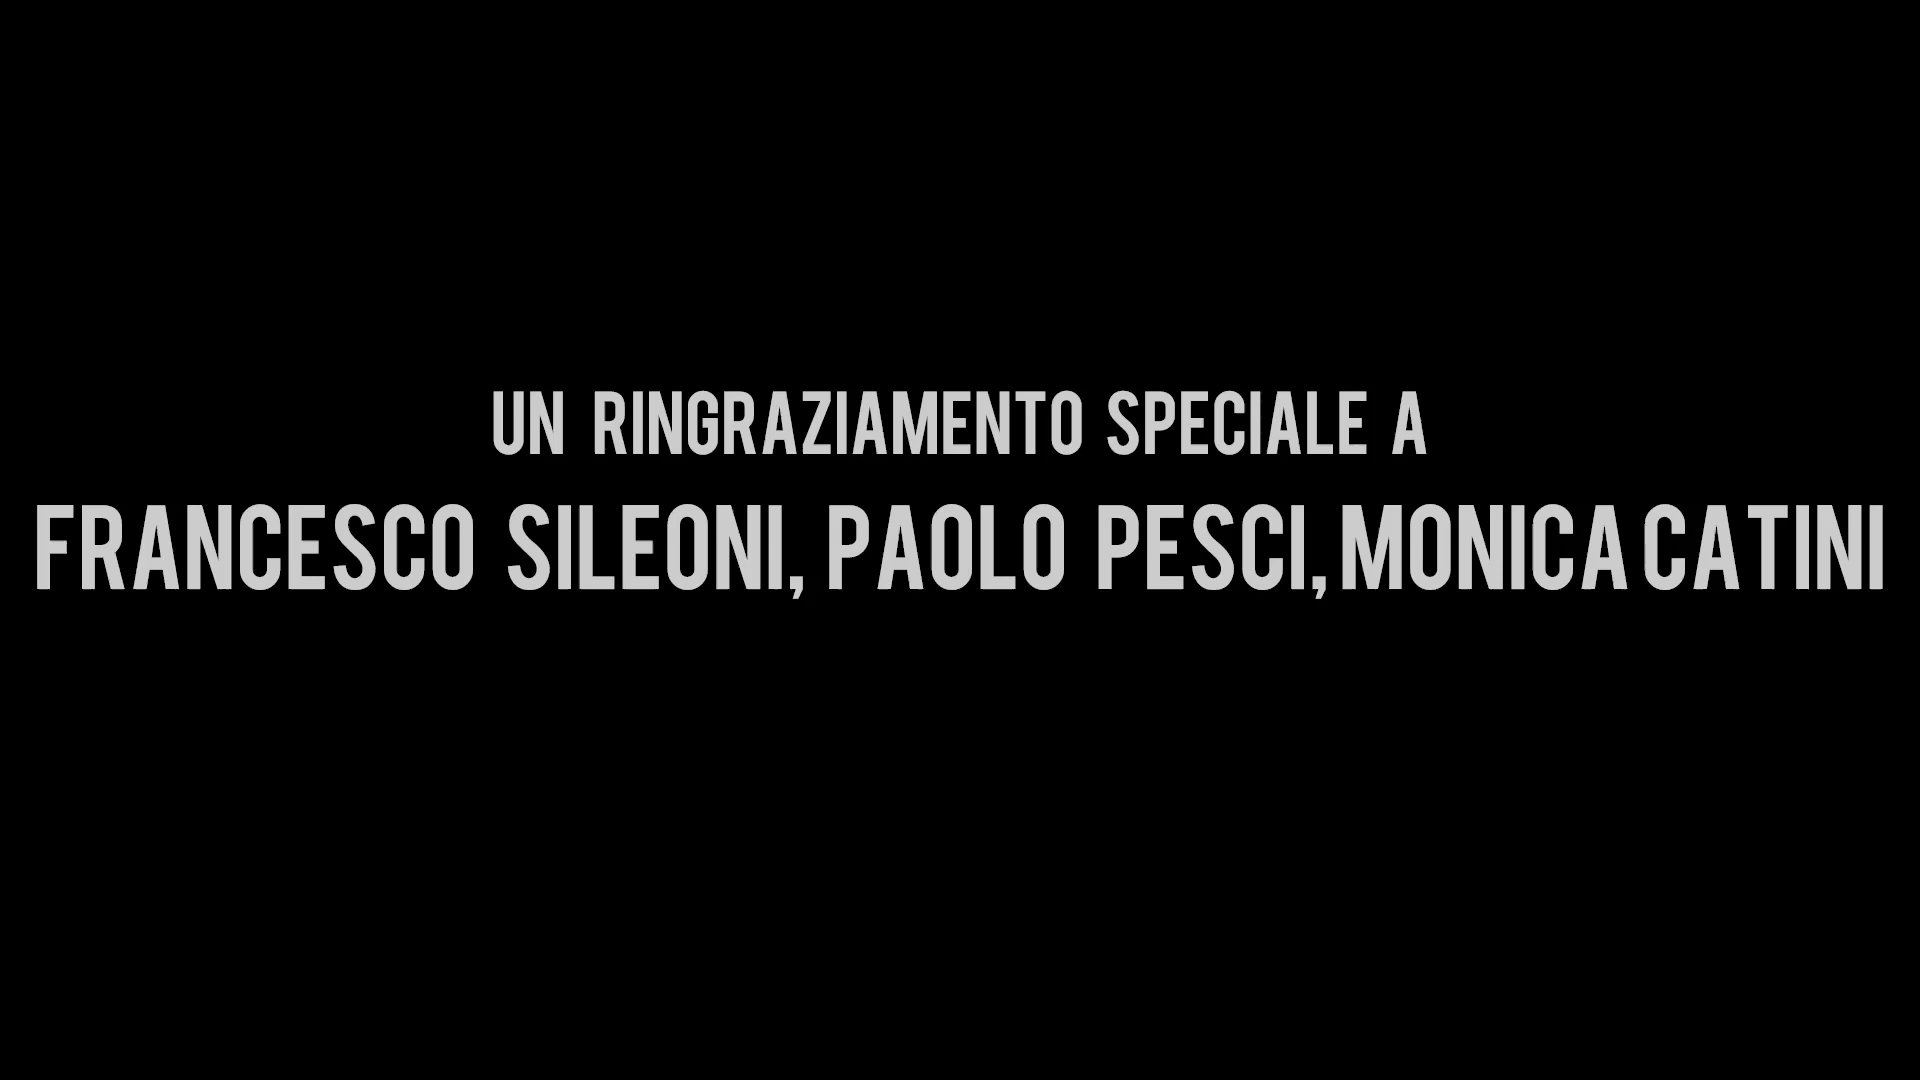 UN RINGRAZIAMENTO SPECIALE A
FRANCESCO SILEONI, PAOLO PESCI, MONICA CATINI